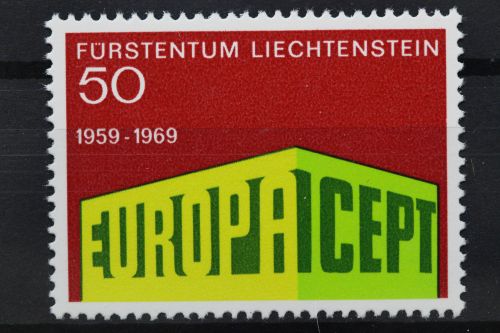 FÜRSTENTUM LIECHTENSTEIN
50
1959 - 1969
EUROPA CEPT